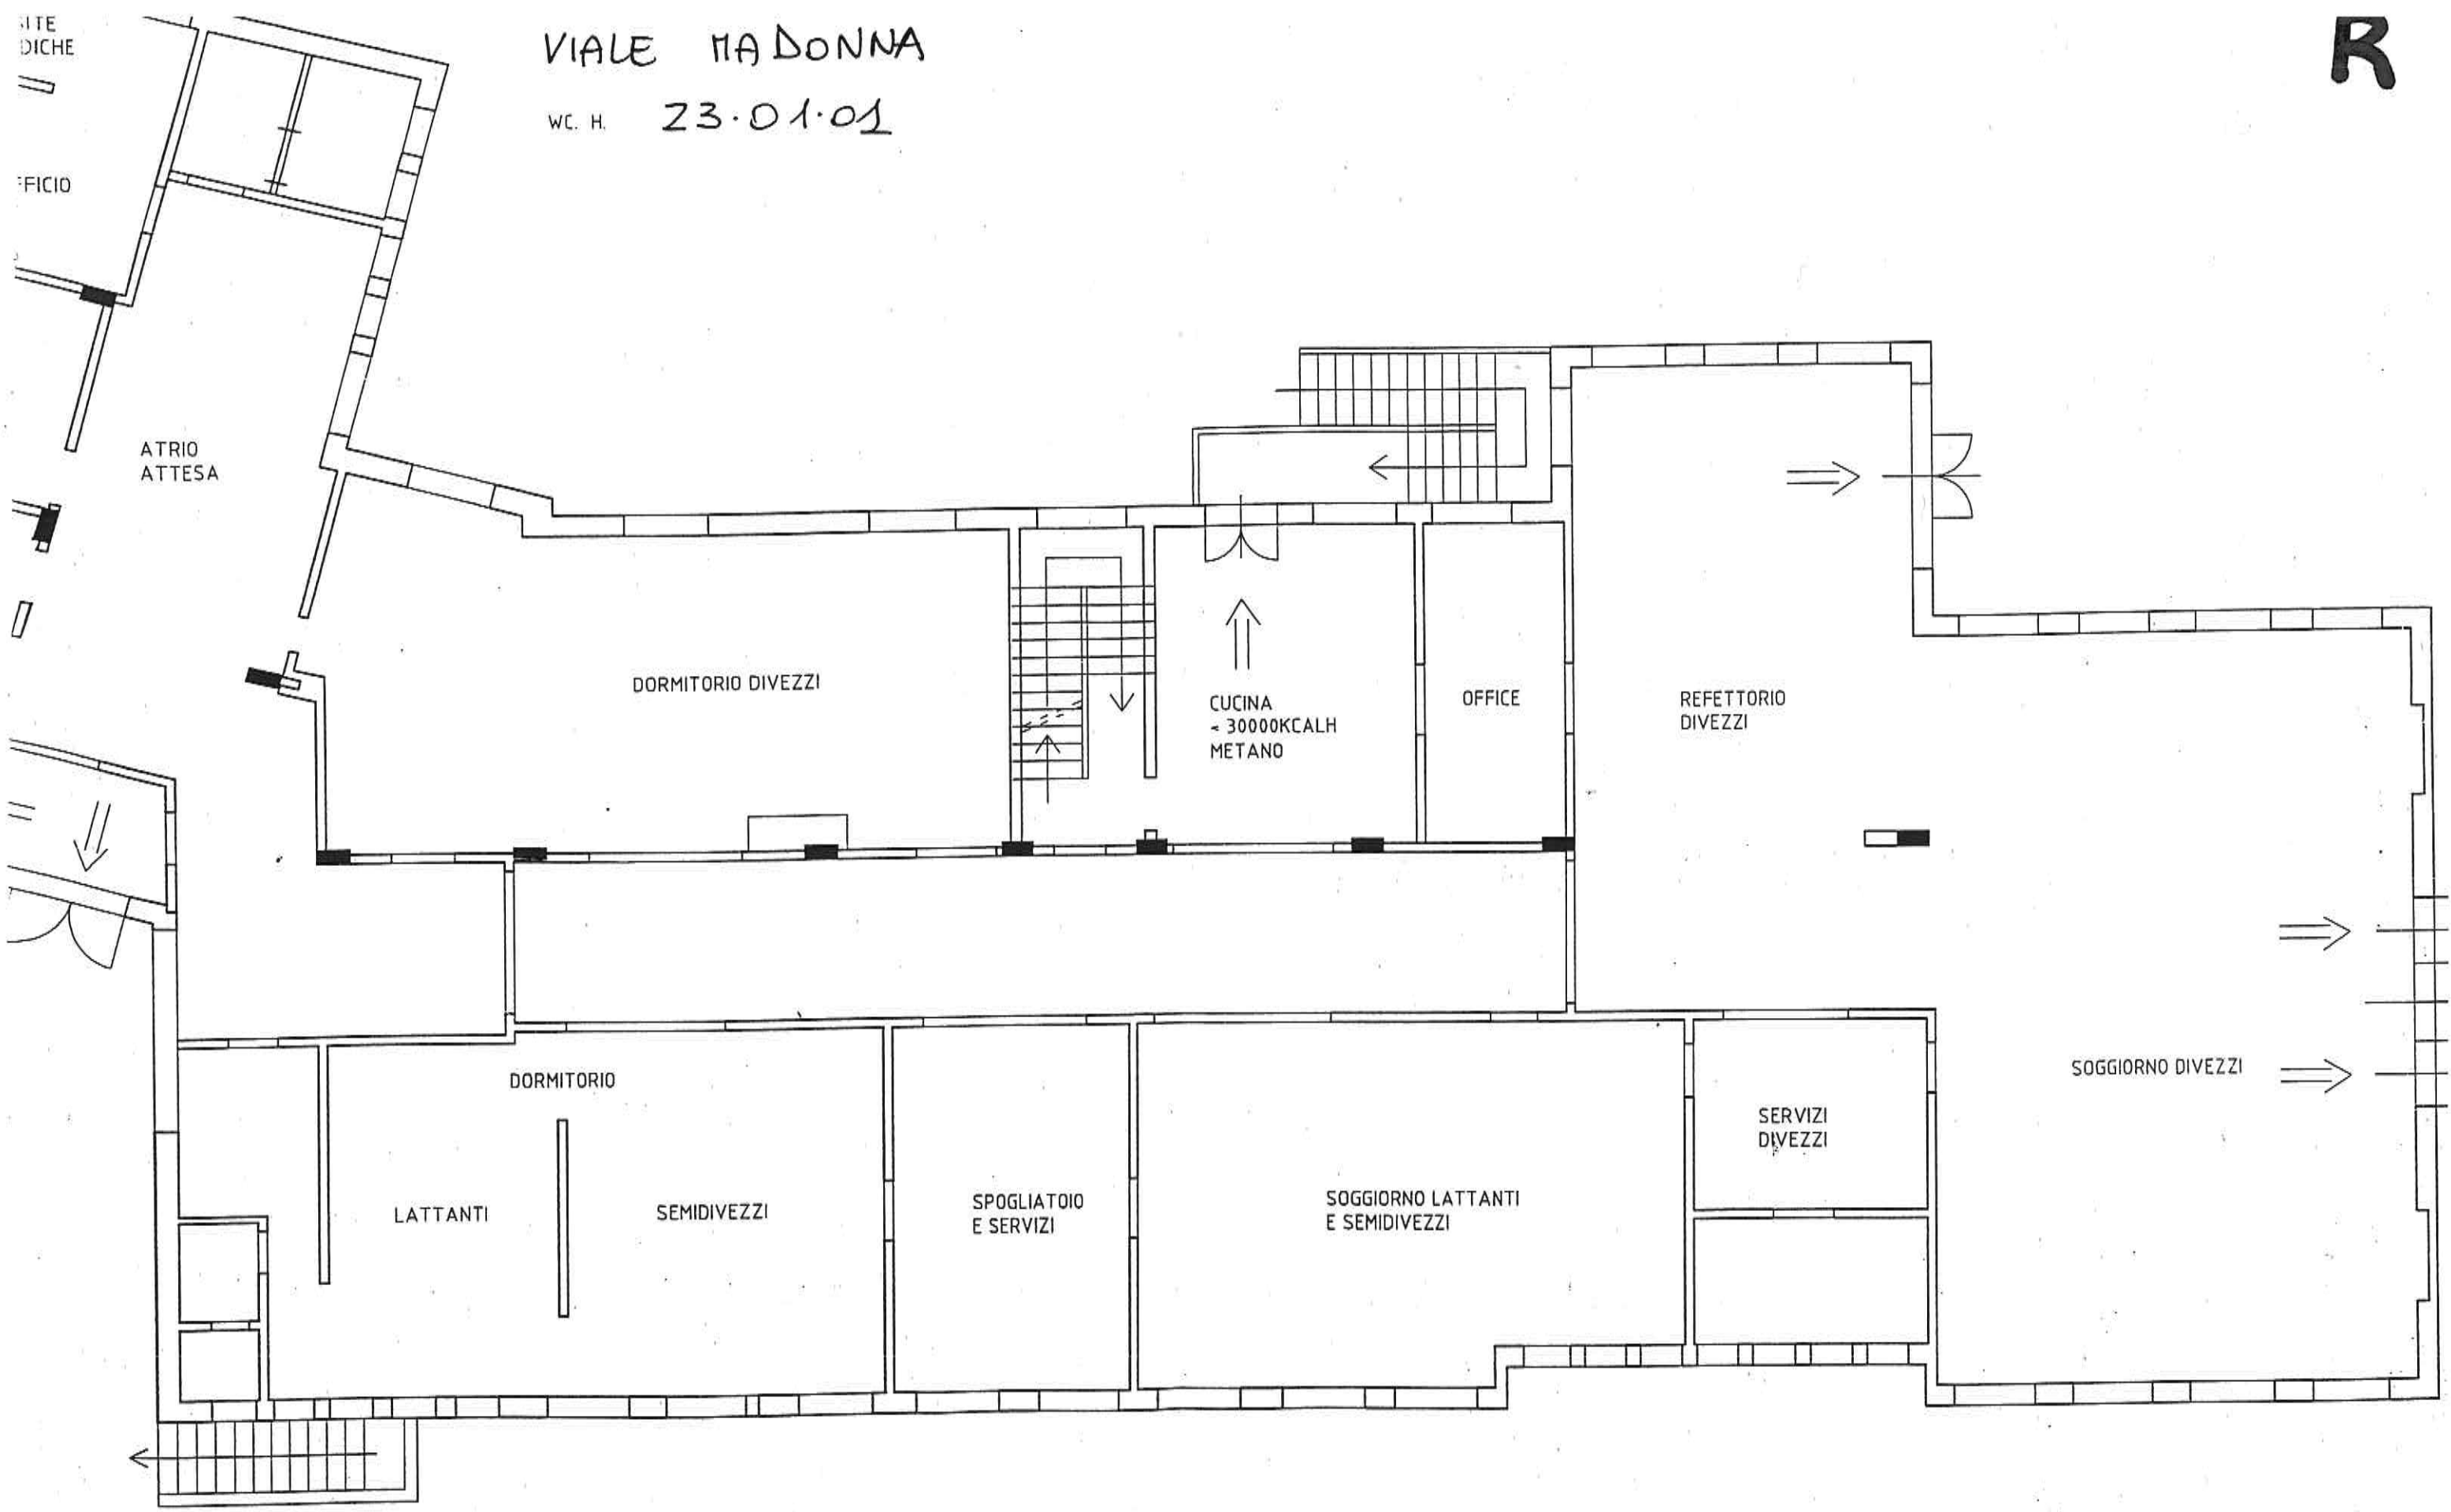 VIALE MADONNA
R
WC. H. 23.01.01
ATRIO
ATTESA
DORMITORIO DIVEZZI
CUCINA
< 30000KCALH
METANO
OFFICE
REFETTORIO
DIVEZZI
DORMITORIO
LATTANTI
SEMIDIVEZZI
SPOGLIATOIO
E SERVIZI
SOGGIORNO LATTANTI
E SEMIDIVEZZI
SERVIZI
DIVEZZI
SOGGIORNO DIVEZZI